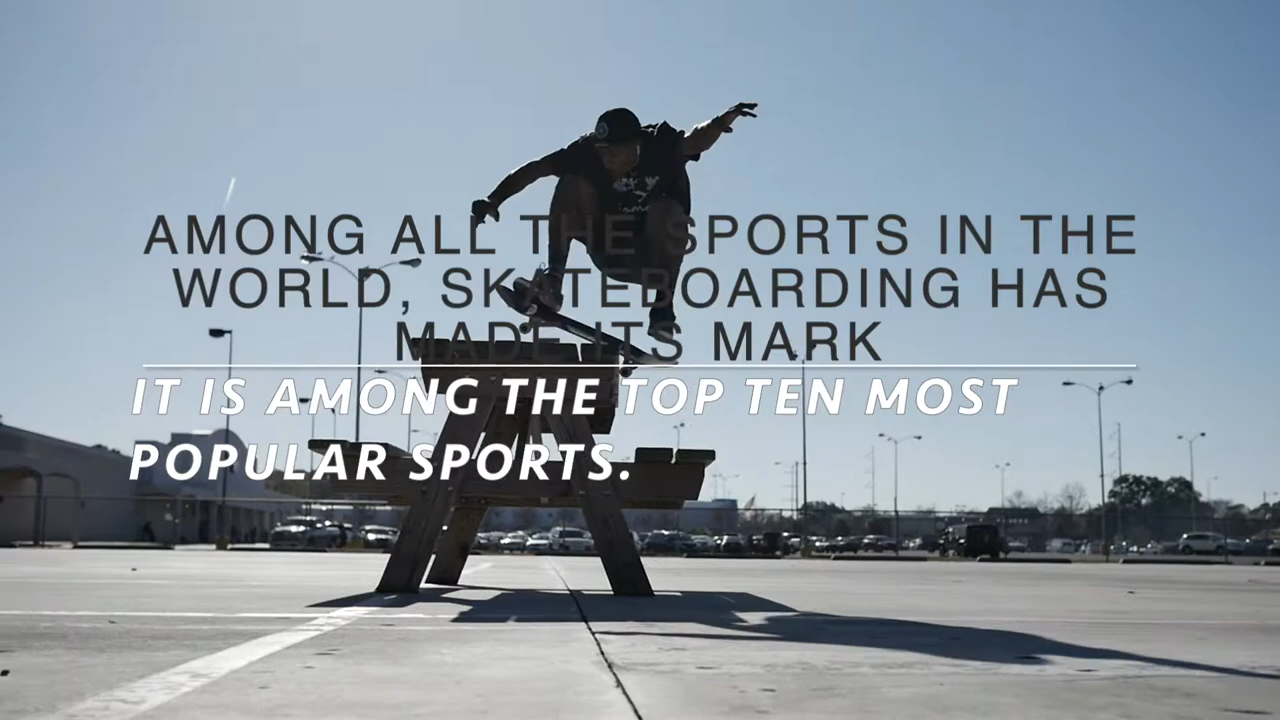 AMONG ALL THE SPORTS IN THE
WORLD, SKATEBOARDING HAS
MADE ITS MARK
IT IS AMONG THE TOP TEN MOST
POPULAR SPORTS.